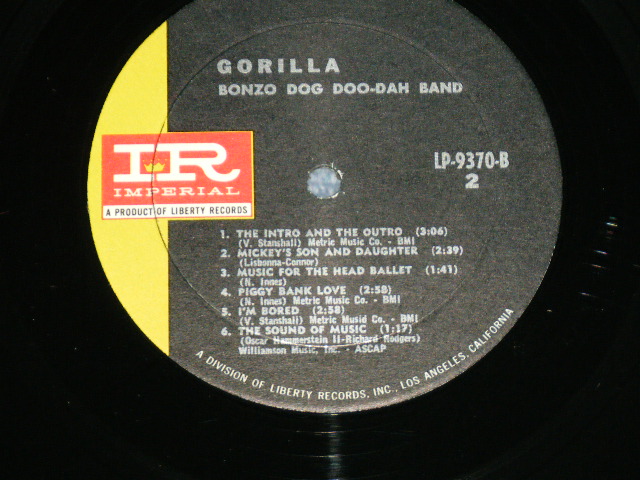 GORILLA
BONZO DOG DOO-DAH BAND
IR
IMPERIAL
A PRODUCT OF LIBERTY RECORDS
LP-9370-B
2
1. THE INTRO AND THE OUTRO (3:06)
(V. Stanshall) Metric Music Co. - BMI
2. MICKEY'S SON AND DAUGHTER (2:39)
(Lisbonna-Connor)
3. MUSIC FOR THE HEAD BALLET (1:41)
(N. Innes)
4. PIGGY BANK LOVE (2:58)
(N. Innes) Metric Music Co. - BMI
5. I'M BORED (2:58)
(V. Stanshall) Metric Music Co. - BMI
6. THE SOUND OF MUSIC (1:17)
(Oscar Hammerstein II-Richard Rodgers)
Williamson Music, Inc. - ASCAP
A DIVISION OF LIBERTY RECORDS, INC. LOS ANGELES, CALIFORNIA